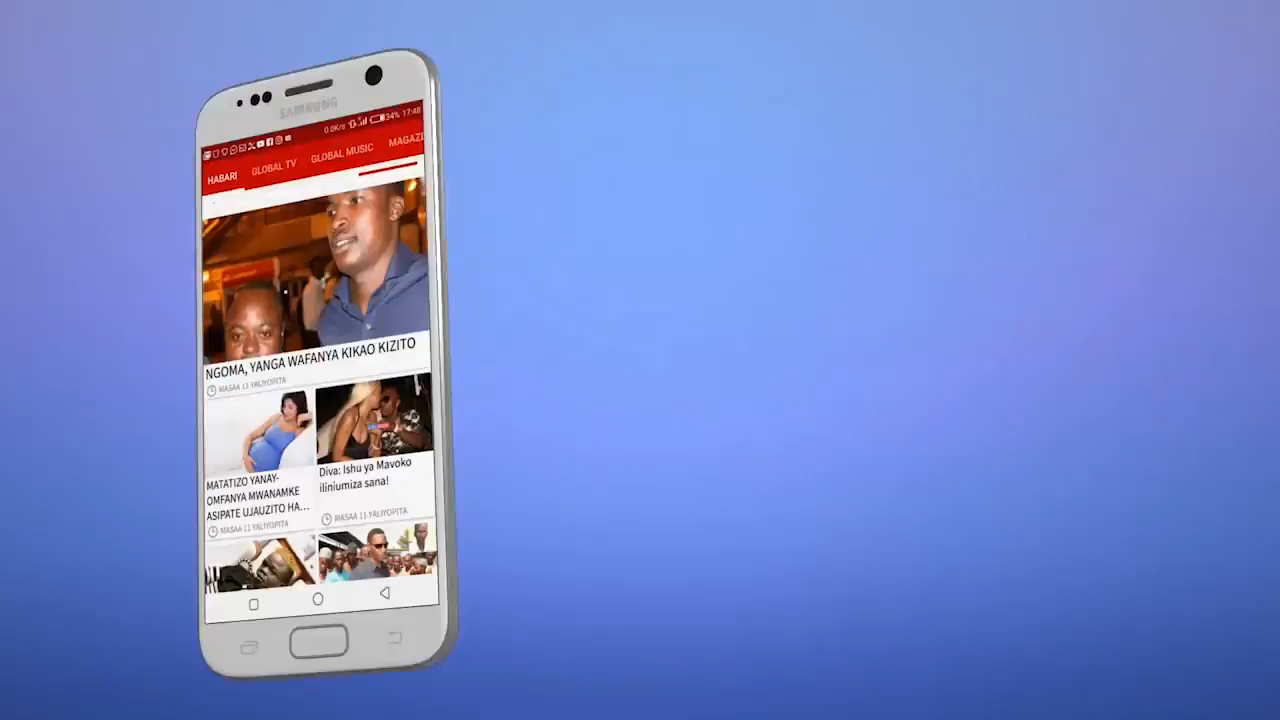 SAMSUNG
0.0K/s 34% 17:48
HABARI GLOBAL TV GLOBAL MUSIC MAGAZI
NGOMA, YANGA WAFANYA KIKAO KIZITO
MASAA 11 YALIYOPITA
MATATIZO YANAY-
OMFANYA MWANAMKE
ASIPATE UJAUZITO HA...
MASAA 11 YALIYOPITA
Diva: Ishu ya Mavoko
iliniumiza sana!
MASAA 11 YALIYOPITA